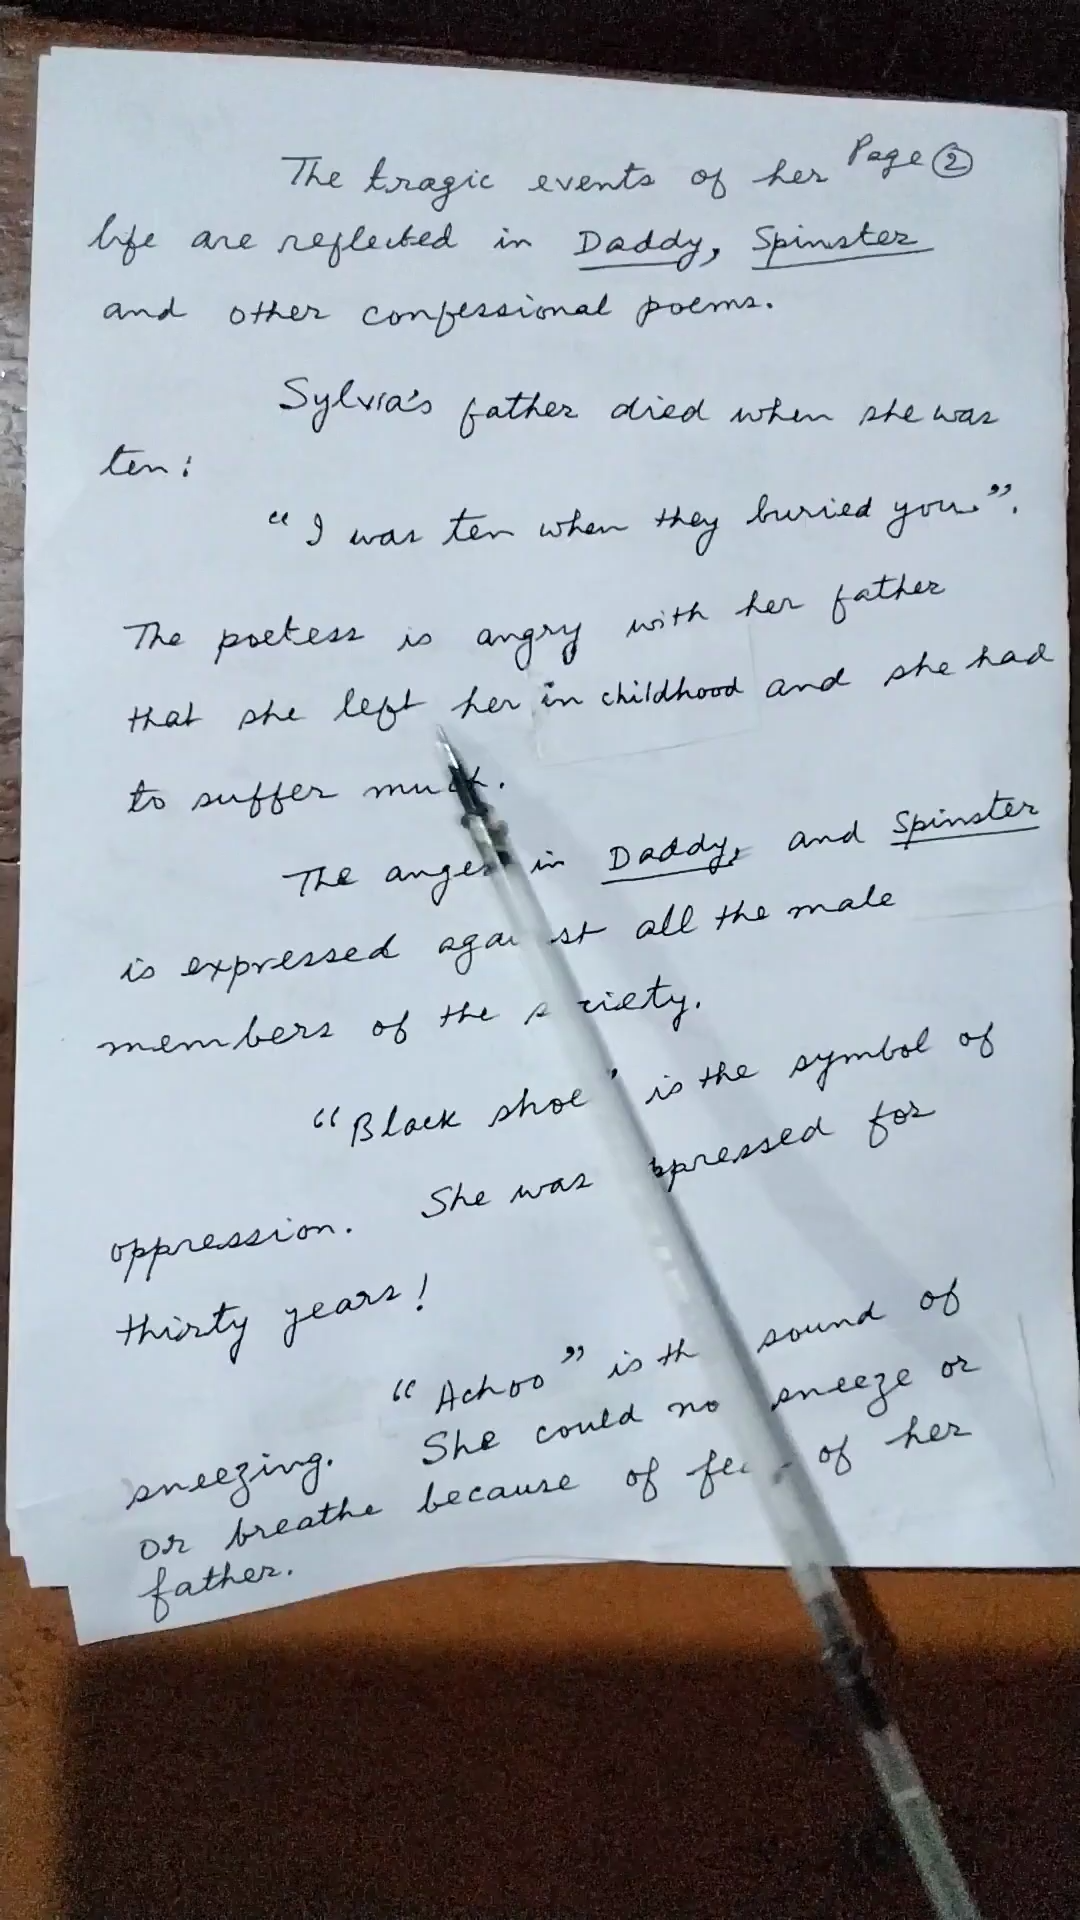 Page 2
The tragic events of her
life are reflected in Daddy, Spinster
and other confessional poems.
Sylvia's father died when she was
ten:
"I was ten when they buried you.".
The poetess is angry with her father
that she left her in childhood and she had
to suffer much.
The anger in Daddy, and Spinster
is expressed against all the male
members of the society.
"Black shoe" is the symbol of
oppression. She was oppressed for
thirty years!
"Achoo" is the sound of
sneezing. She could no sneeze or
or breathe because of fear of her
father.